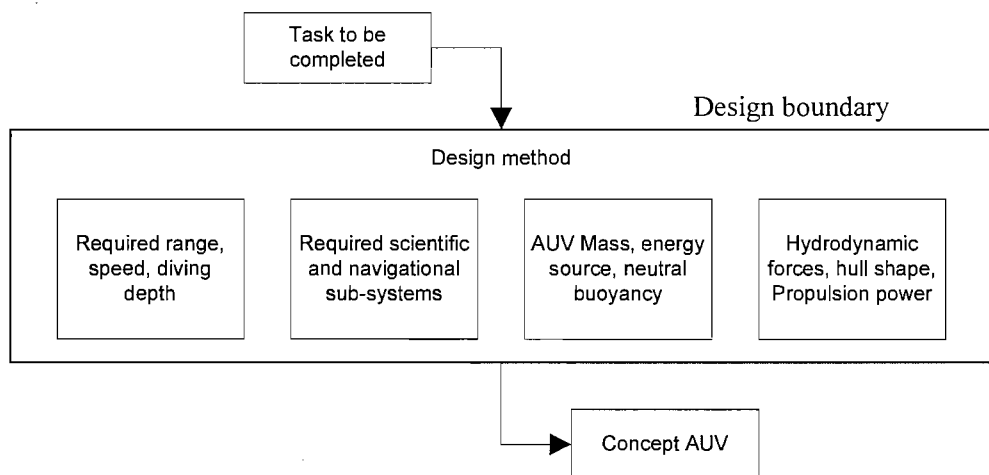 Task to be
completed
Design boundary
Design method
Required range,
speed, diving
depth
Required scientific
and navigational
sub-systems
AUV Mass, energy
source, neutral
buoyancy
Hydrodynamic
forces, hull shape,
Propulsion power
Concept AUV